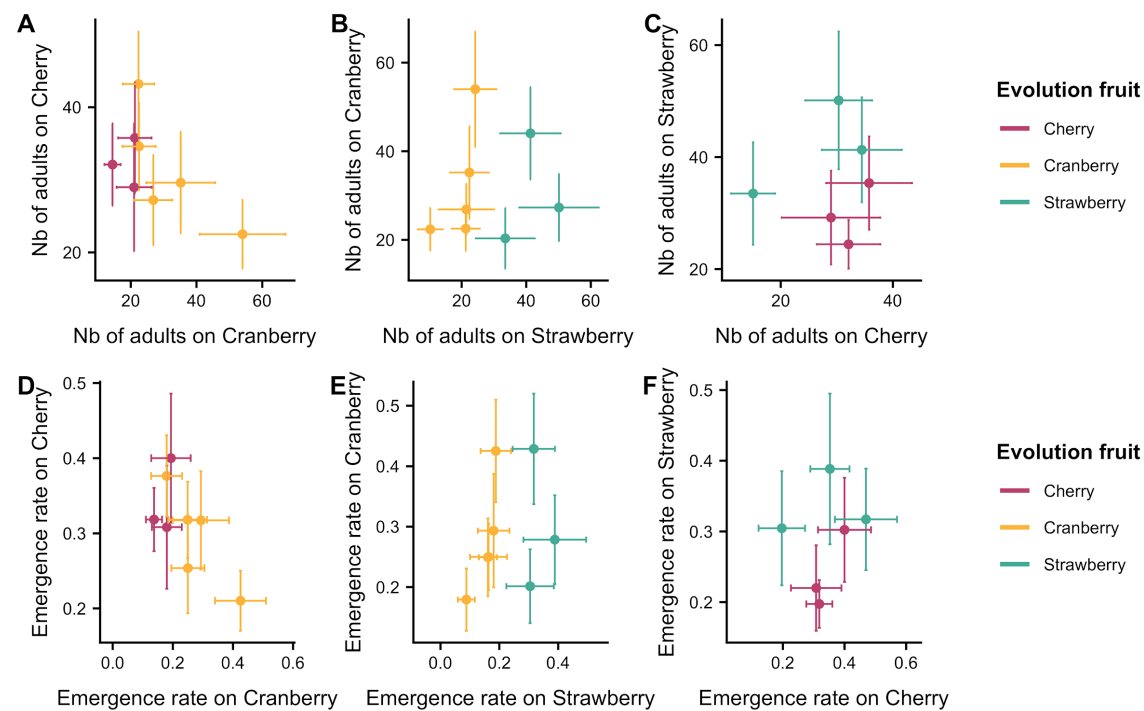 A
Nb of adults on Cherry
40
20
20 40 60
Nb of adults on Cranberry
B
Nb of adults on Cranberry
60
40
20
20 40 60
Nb of adults on Strawberry
C
Nb of adults on Strawberry
60
40
20
20 40
Nb of adults on Cherry
Evolution fruit
Cherry
Cranberry
Strawberry
D
Emergence rate on Cherry
0.5
0.4
0.3
0.2
0.0 0.2 0.4 0.6
Emergence rate on Cranberry
E
Emergence rate on Cranberry
0.5
0.4
0.3
0.2
0.0 0.2 0.4
Emergence rate on Strawberry
F
Emergence rate on Strawberry
0.5
0.4
0.3
0.2
0.2 0.4 0.6
Emergence rate on Cherry
Evolution fruit
Cherry
Cranberry
Strawberry